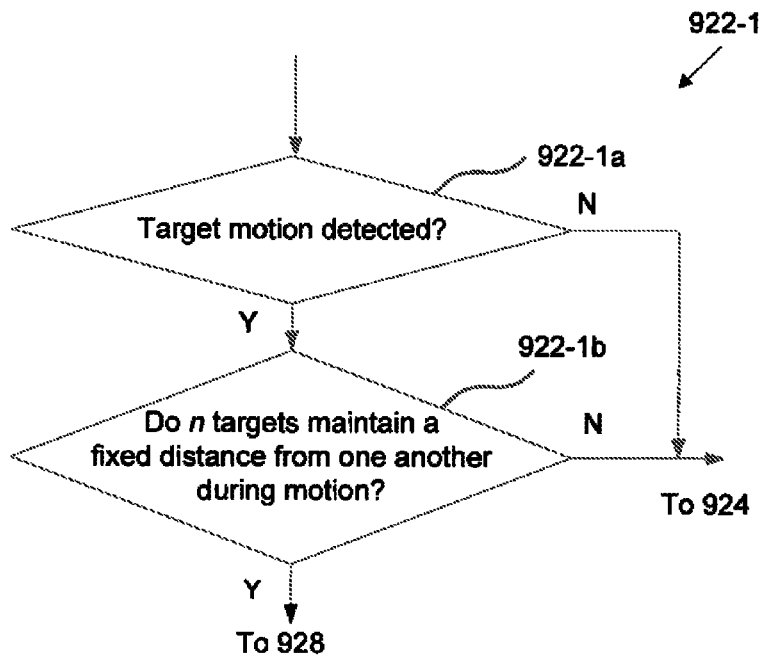 922-1
922-1a
Target motion detected?
N
Y
922-1b
Do n targets maintain a
fixed distance from one another
during motion?
N
To 924
Y
To 928